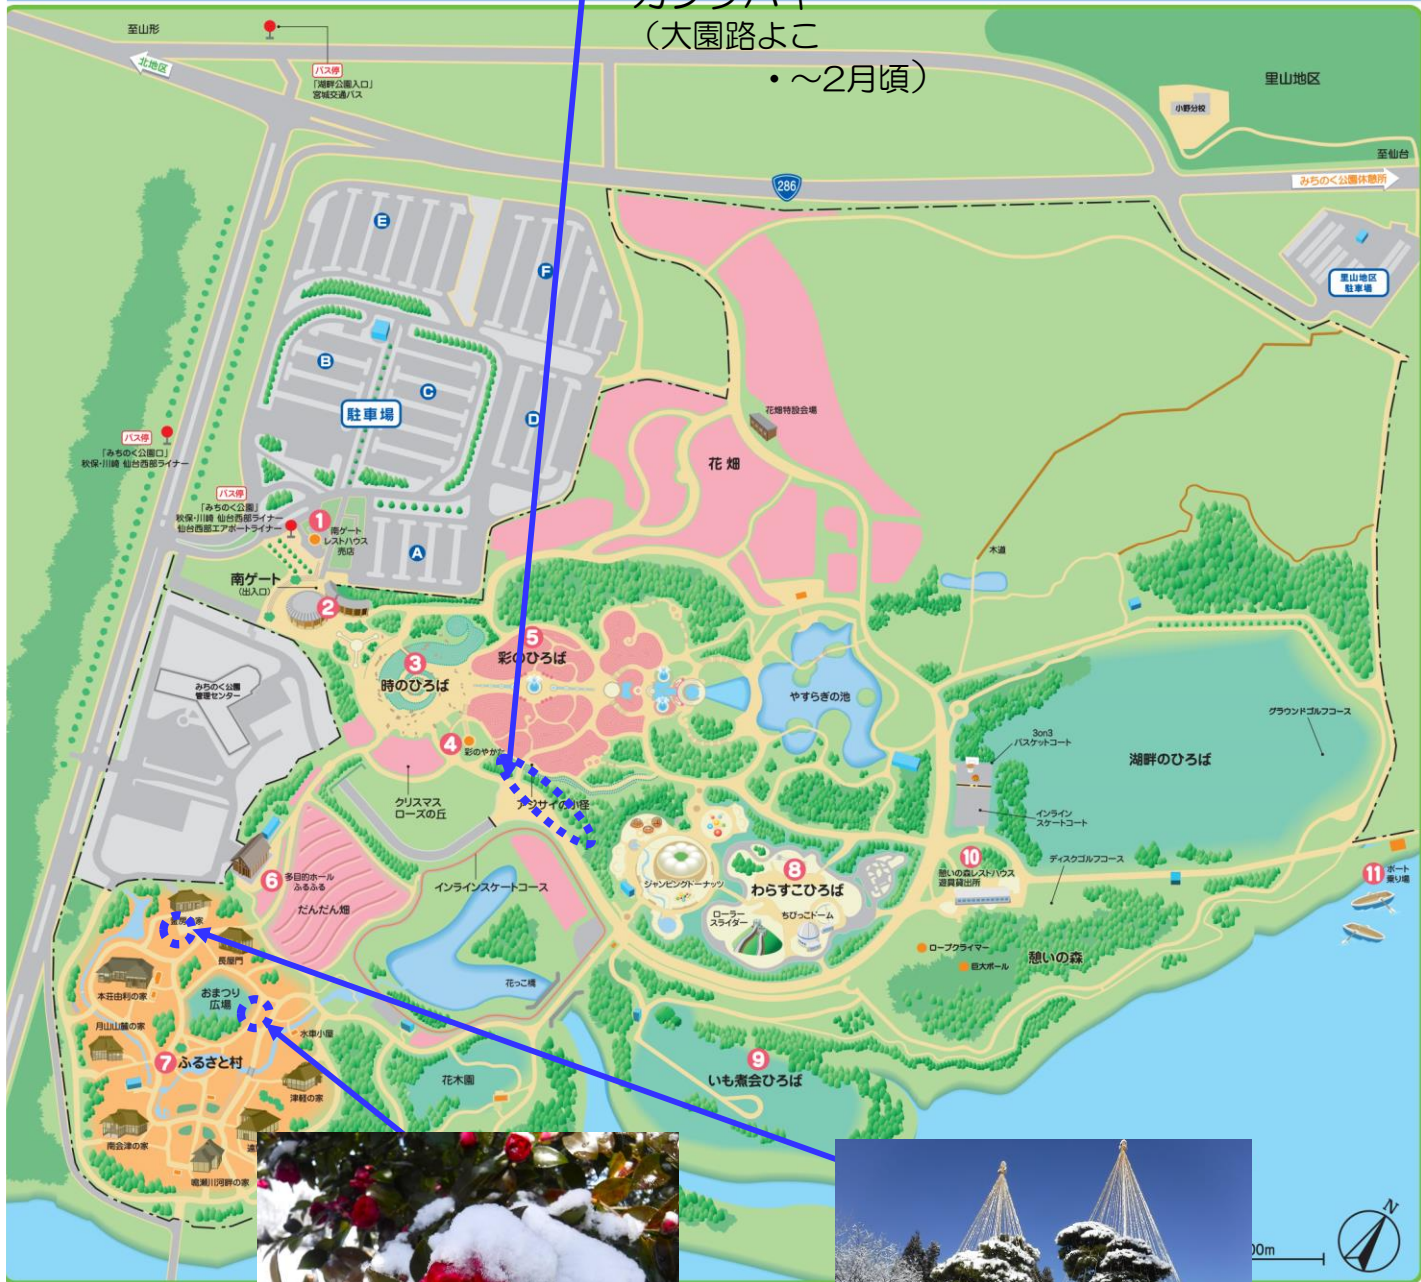 （大園路よこ
・～2月頃）
至山形
北地区
バス停
「湖畔公園入口」
宮城交通バス
里山地区
小野分校
至仙台
みちのく公園休憩所
286
里山地区
駐車場
E
F
B
C
D
駐車場
A
バス停
「みちのく公園口」
秋保・川崎 仙台西部ライナー
バス停
「みちのく公園」
秋保・川崎 仙台西部ライナー
仙台西部エアポートライナー
1
南ゲート
レストハウス
売店
南ゲート
（出入口）
2
花畑特設会場
花畑
木道
みちのく公園
管理センター
3
時のひろば
5
彩のひろば
4
彩のやかた
やすらぎの池
アジサイの小径
クリスマス
ローズの丘
グラウンドゴルフコース
3on3
バスケットコート
湖畔のひろば
インライン
スケートコート
ディスクゴルフコース
10
憩いの森レストハウス
遊具貸出所
11
ボート
乗り場
6
多目的ホール
ふるふる
だんだん畑
インラインスケートコース
ジャンピングドーナッツ
8
わらすこひろば
ローラー
スライダー
ちびっこドーム
ロープクライマー
巨大ボール
憩いの森
花っこ橋
長屋門
本荘由利の家
おまつり
広場
月山山麓の家
水車小屋
7
ふるさと村
津軽の家
花木園
9
いも煮会ひろば
南会津の家
鳴瀬川河畔の家
N
00m